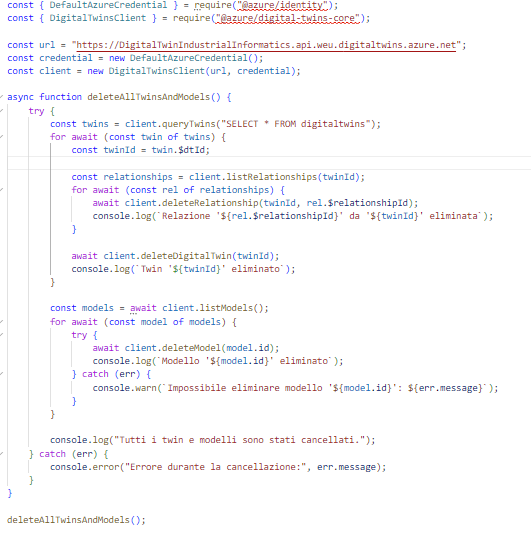 const { DefaultAzureCredential } = require("@azure/identity");
const { DigitalTwinsClient } = require("@azure/digital-twins-core");
const url = "https://DigitalTwinIndustrialInformatics.api.weu.digitaltwins.azure.net";
const credential = new DefaultAzureCredential();
const client = new DigitalTwinsClient(url, credential);
async function deleteAllTwinsAndModels() {
try {
const twins = client.queryTwins("SELECT * FROM digitaltwins");
for await (const twin of twins) {
const twinId = twin.$dtId;
const relationships = client.listRelationships(twinId);
for await (const rel of relationships) {
await client.deleteRelationship(twinId, rel.$relationshipId);
console.log(`Relazione '${rel.$relationshipId}' da '${twinId}' eliminata`);
}
await client.deleteDigitalTwin(twinId);
console.log(`Twin '${twinId}' eliminato`);
}
const models = await client.listModels();
for await (const model of models) {
try {
await client.deleteModel(model.id);
console.log(`Modello '${model.id}' eliminato`);
} catch (err) {
console.warn(`Impossibile eliminare modello '${model.id}': ${err.message}`);
}
}
console.log("Tutti i twin e modelli sono stati cancellati.");
} catch (err) {
console.error("Errore durante la cancellazione:", err.message);
}
}
deleteAllTwinsAndModels();